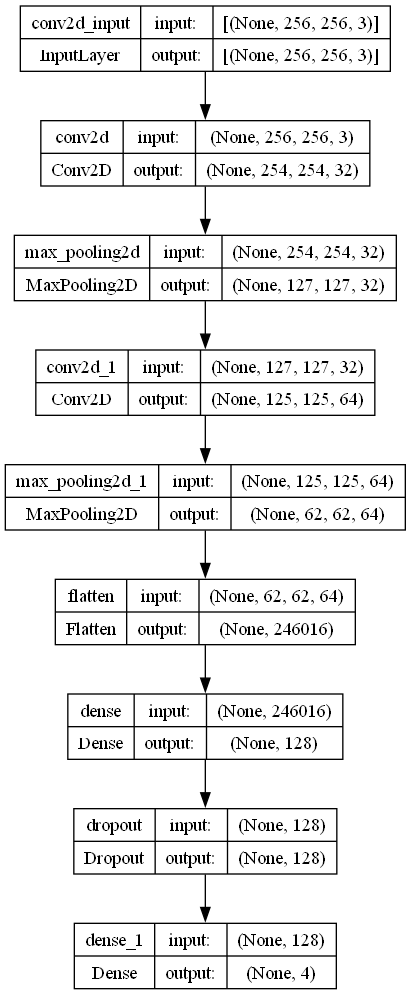 conv2d_input input: [(None, 256, 256, 3)]
InputLayer output: [(None, 256, 256, 3)]
conv2d input: (None, 256, 256, 3)
Conv2D output: (None, 254, 254, 32)
max_pooling2d input: (None, 254, 254, 32)
MaxPooling2D output: (None, 127, 127, 32)
conv2d_1 input: (None, 127, 127, 32)
Conv2D output: (None, 125, 125, 64)
max_pooling2d_1 input: (None, 125, 125, 64)
MaxPooling2D output: (None, 62, 62, 64)
flatten input: (None, 62, 62, 64)
Flatten output: (None, 246016)
dense input: (None, 246016)
Dense output: (None, 128)
dropout input: (None, 128)
Dropout output: (None, 128)
dense_1 input: (None, 128)
Dense output: (None, 4)